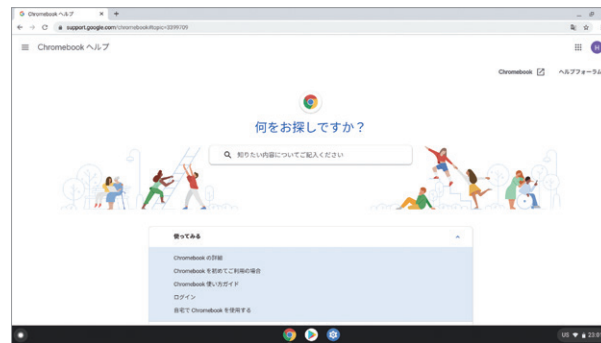 Chromebook ヘルプ
support.google.com/chromebook#topic=3399709
Chromebook ヘルプ
H
Chromebook
ヘルプフォーラム
何をお探しですか？
知りたい内容についてご記入ください
使ってみる
Chromebook の詳細
Chromebook を初めてご利用の場合
Chromebook 使い方ガイド
ログイン
自宅で Chromebook を使用する
US